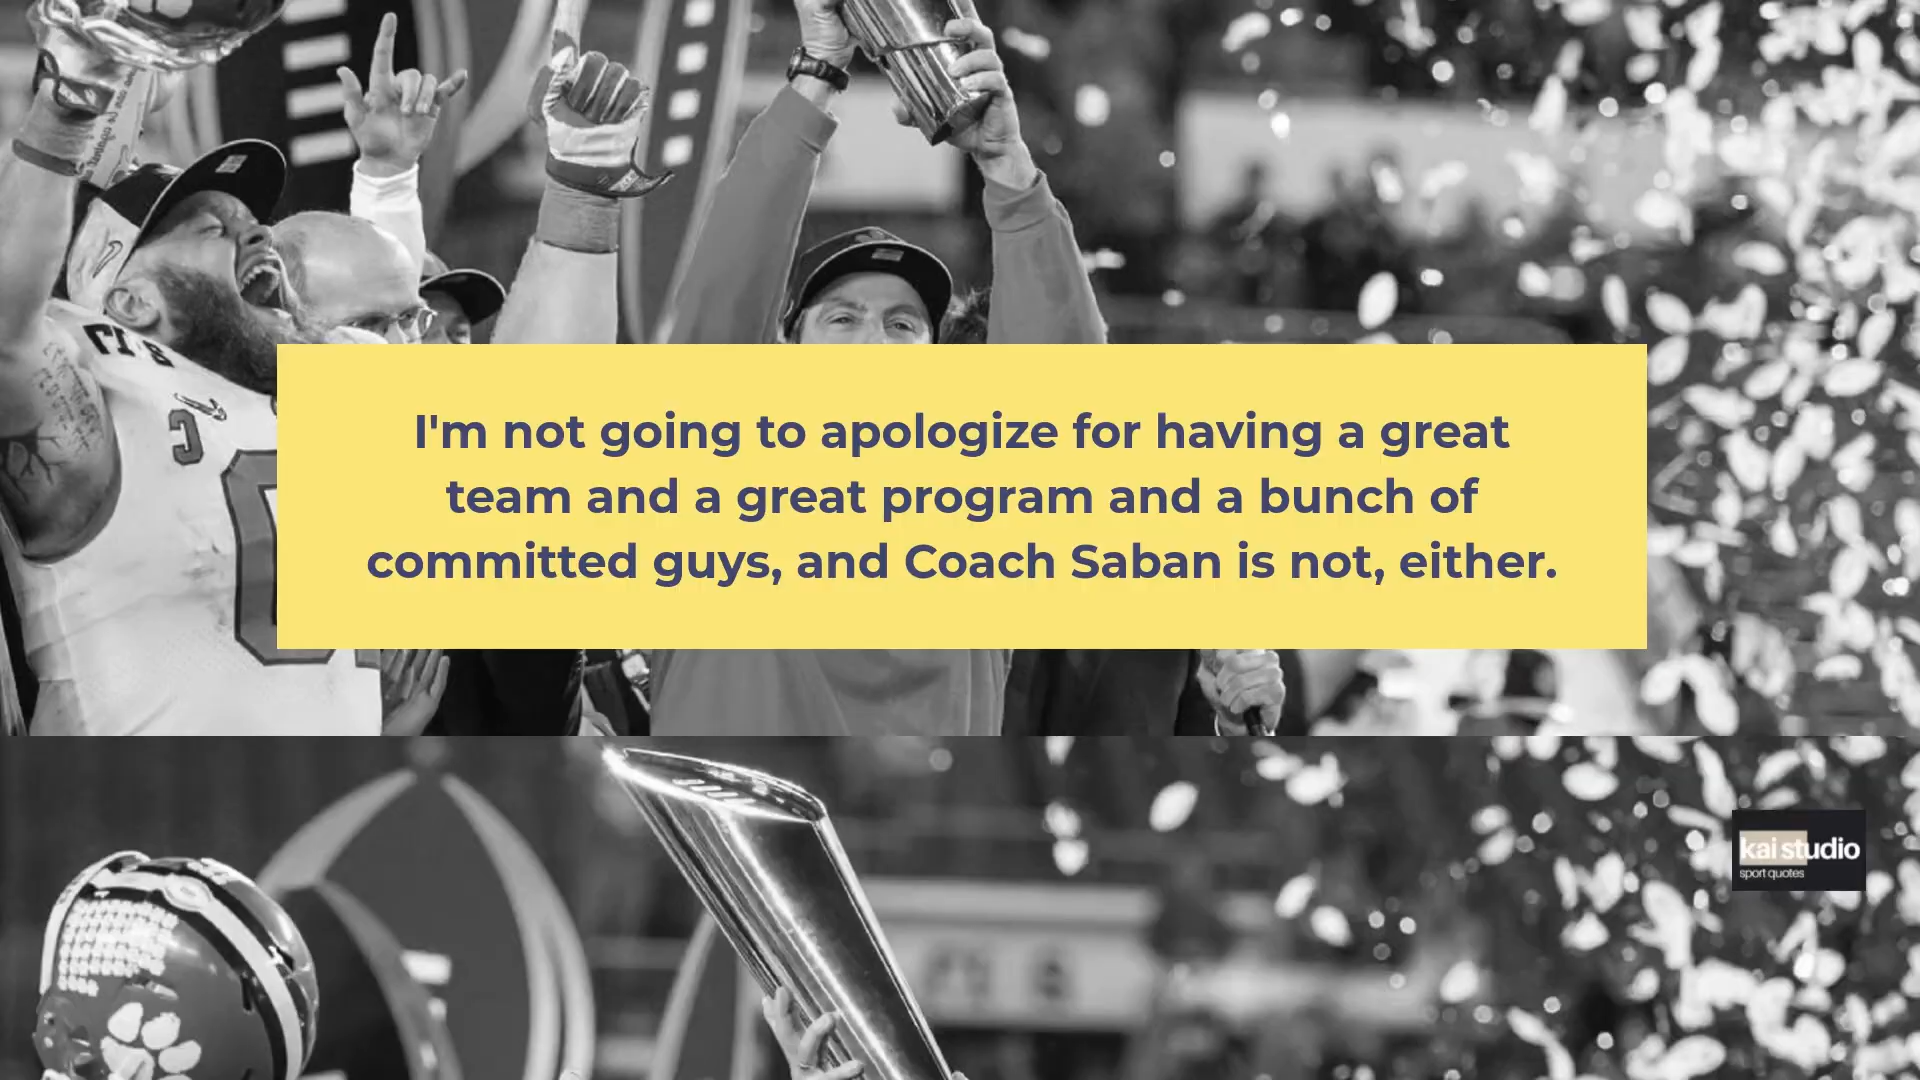 I'm not going to apologize for having a great
team and a great program and a bunch of
committed guys, and Coach Saban is not, either.
kai studio
sport quotes